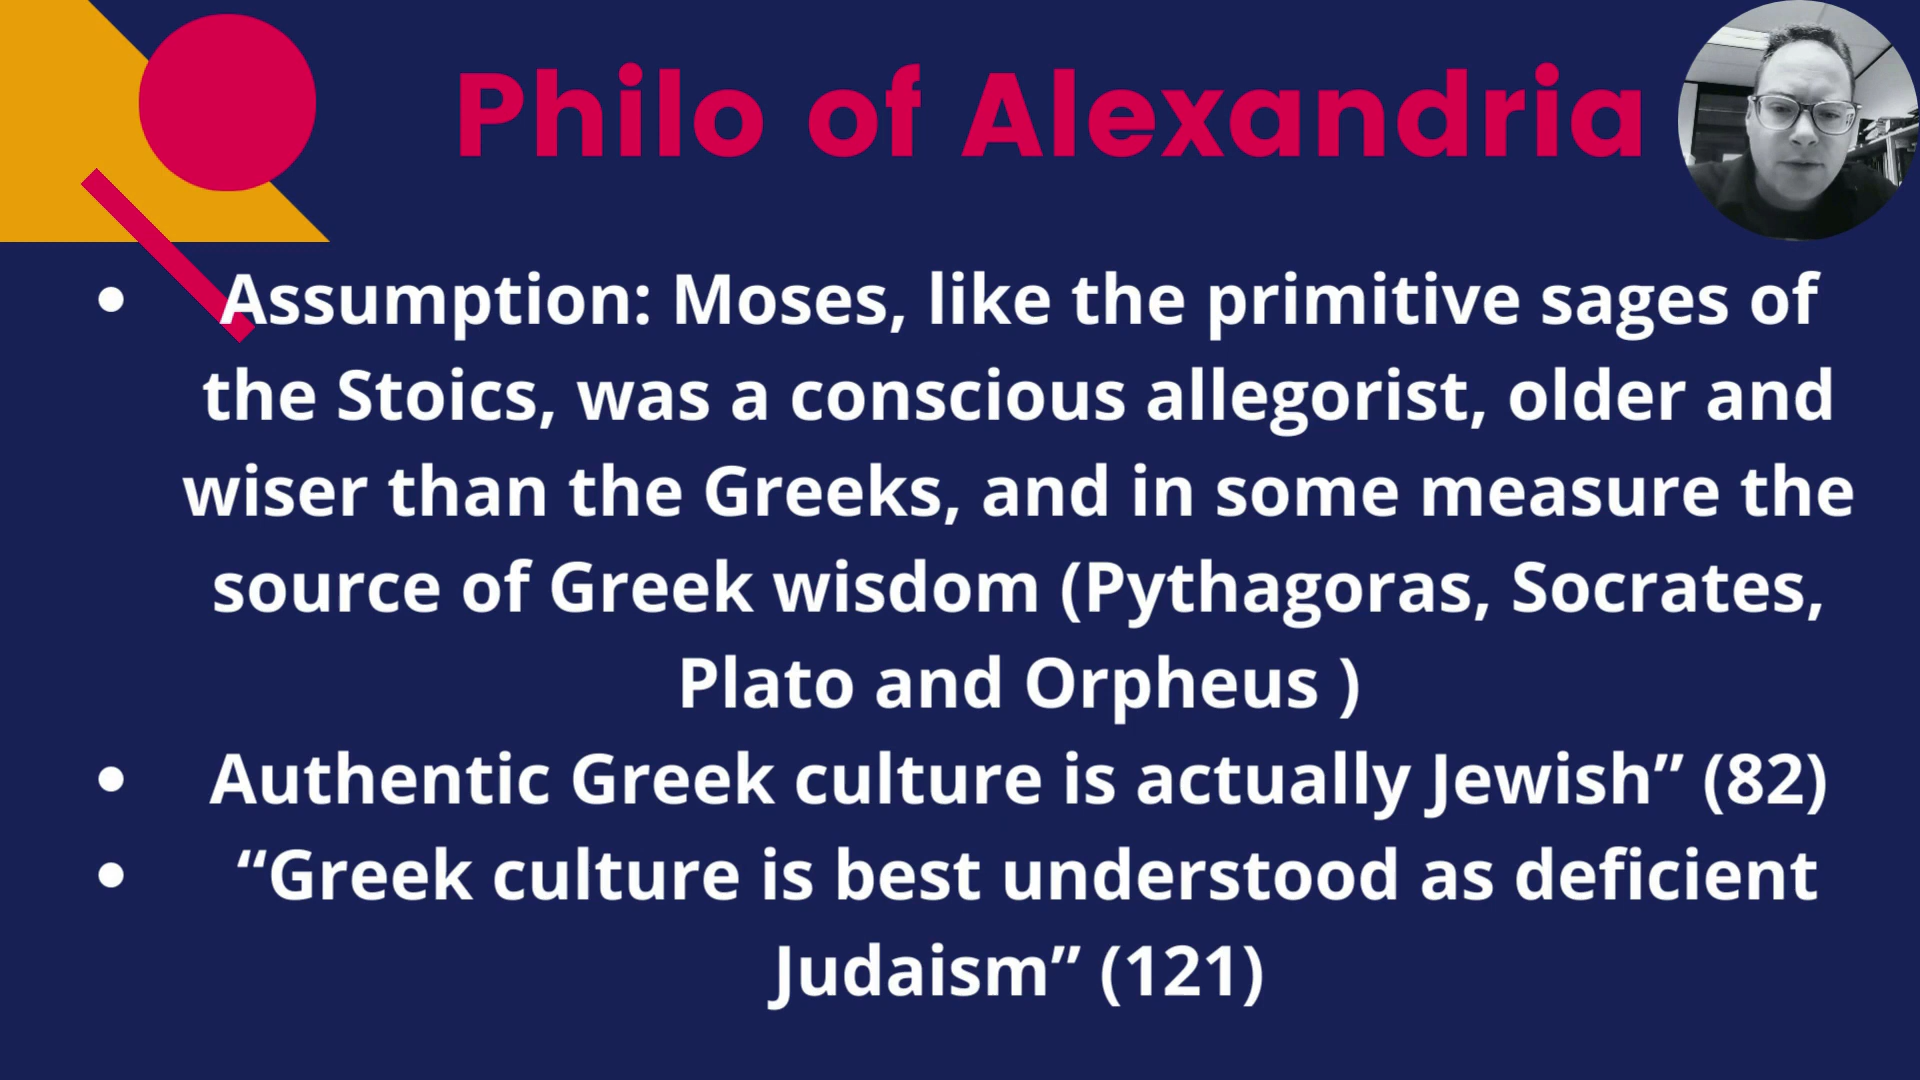 Philo of Alexandria
• Assumption: Moses, like the primitive sages of
the Stoics, was a conscious allegorist, older and
wiser than the Greeks, and in some measure the
source of Greek wisdom (Pythagoras, Socrates,
Plato and Orpheus )
• Authentic Greek culture is actually Jewish” (82)
• “Greek culture is best understood as deficient
Judaism” (121)